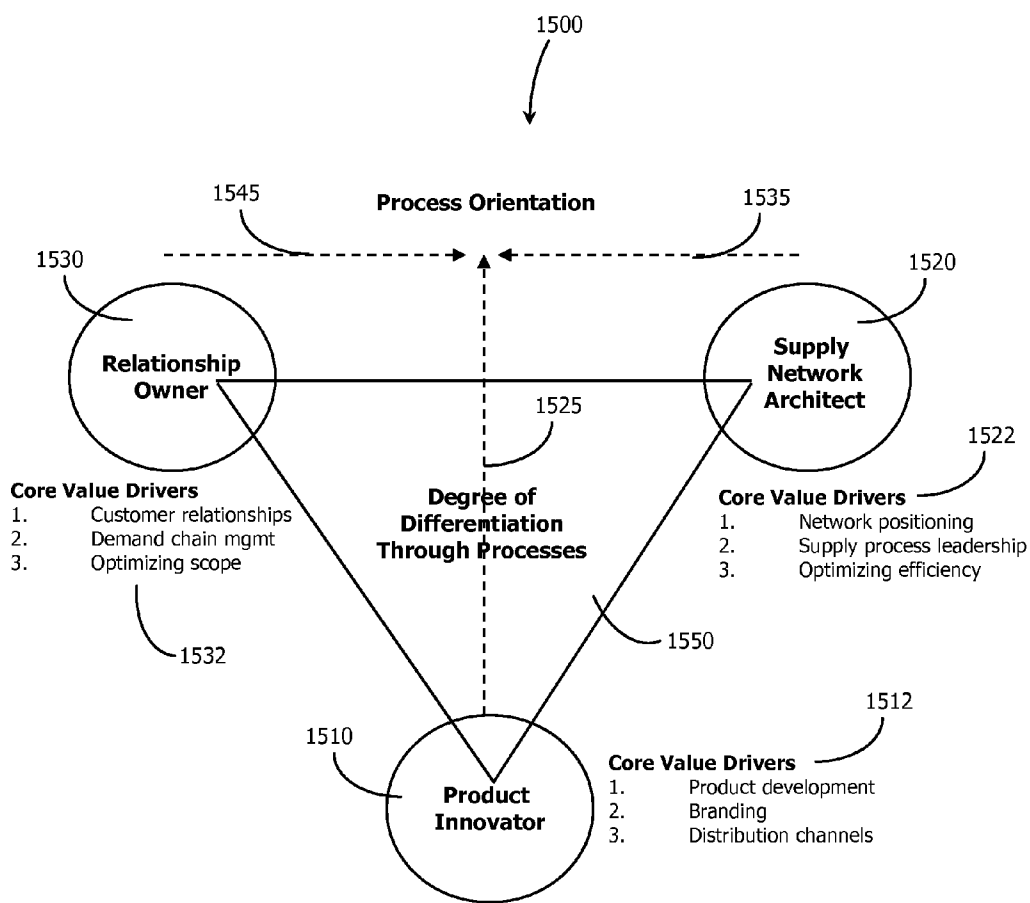 1500
1545
Process Orientation
1535
1530
1520
Relationship
Owner
Supply
Network
Architect
1525
1522
Core Value Drivers
1. Customer relationships
2. Demand chain mgmt
3. Optimizing scope
Degree of
Differentiation
Through Processes
Core Value Drivers
1. Network positioning
2. Supply process leadership
3. Optimizing efficiency
1532
1550
1512
1510
Product
Innovator
Core Value Drivers
1. Product development
2. Branding
3. Distribution channels